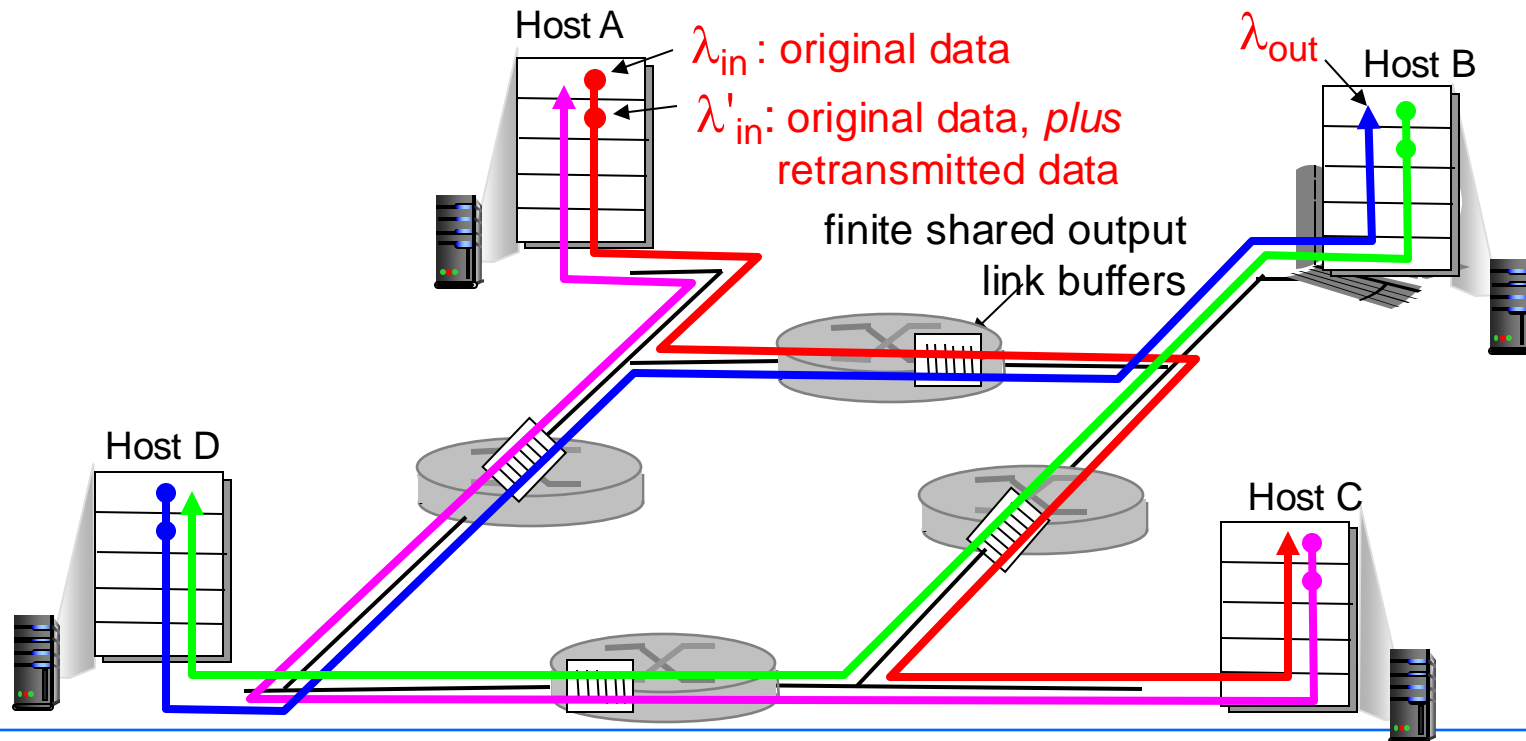 Host A
λin : original data
λ'in: original data, plus
retransmitted data
λout
Host B
finite shared output
link buffers
Host D
Host C